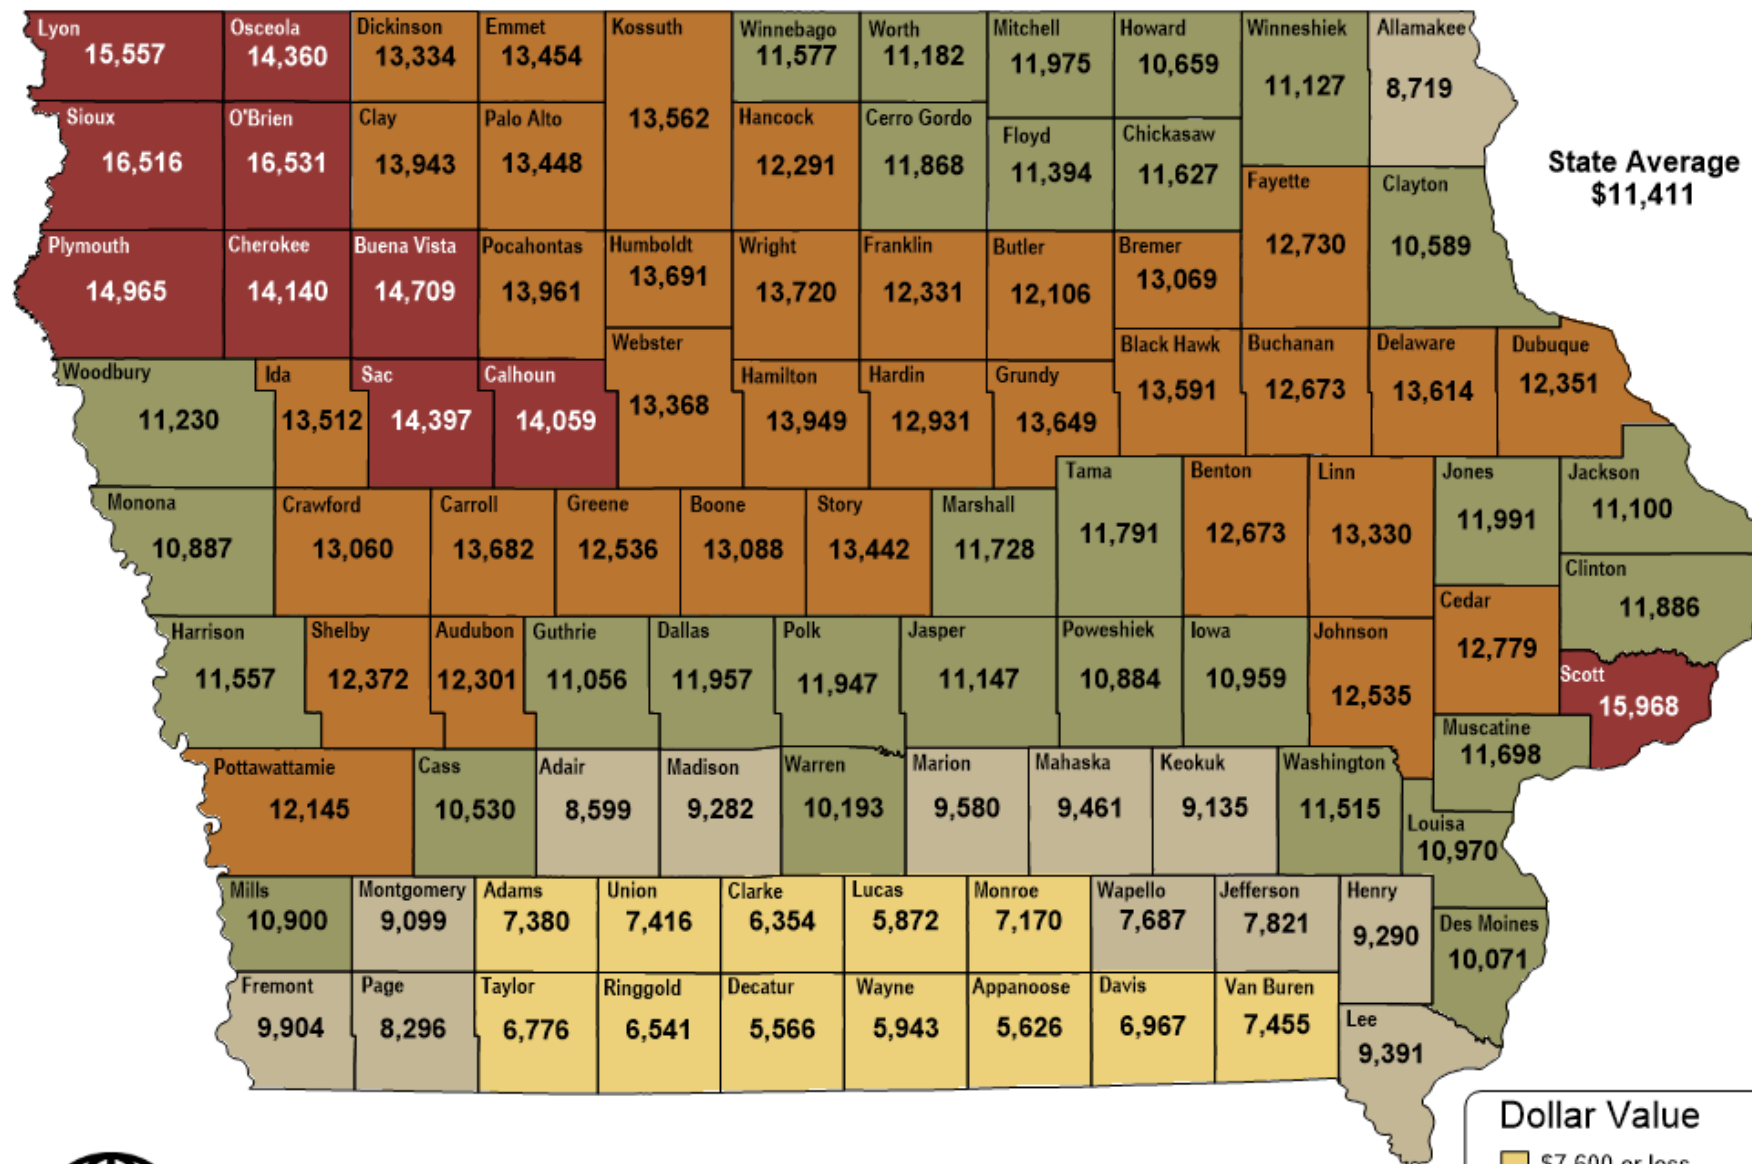 Lyon
15,557
Osceola
14,360
Dickinson
13,334
Emmet
13,454
Kossuth
13,562
Winnebago
11,577
Worth
11,182
Mitchell
11,975
Howard
10,659
Winneshiek
11,127
Allamakee
8,719
Sioux
16,516
O'Brien
16,531
Clay
13,943
Palo Alto
13,448
Hancock
12,291
Cerro Gordo
11,868
Floyd
11,394
Chickasaw
11,627
State Average
$11,411
Fayette
12,730
Clayton
10,589
Plymouth
14,965
Cherokee
14,140
Buena Vista
14,709
Pocahontas
13,961
Humboldt
13,691
Wright
13,720
Franklin
12,331
Butler
12,106
Bremer
13,069
Woodbury
11,230
Ida
13,512
Sac
14,397
Calhoun
14,059
Webster
13,368
Hamilton
13,949
Hardin
12,931
Grundy
13,649
Black Hawk
13,591
Buchanan
12,673
Delaware
13,614
Dubuque
12,351
Monona
10,887
Crawford
13,060
Carroll
13,682
Greene
12,536
Boone
13,088
Story
13,442
Marshall
11,728
Tama
11,791
Benton
12,673
Linn
13,330
Jones
11,991
Jackson
11,100
Clinton
11,886
Cedar
12,779
Harrison
11,557
Shelby
12,372
Audubon
12,301
Guthrie
11,056
Dallas
11,957
Polk
11,947
Jasper
11,147
Poweshiek
10,884
Iowa
10,959
Johnson
12,535
Scott
15,968
Muscatine
11,698
Pottawattamie
12,145
Cass
10,530
Adair
8,599
Madison
9,282
Warren
10,193
Marion
9,580
Mahaska
9,461
Keokuk
9,135
Washington
11,515
Louisa
10,970
Mills
10,900
Montgomery
9,099
Adams
7,380
Union
7,416
Clarke
6,354
Lucas
5,872
Monroe
7,170
Wapello
7,687
Jefferson
7,821
Henry
9,290
Des Moines
10,071
Fremont
9,904
Page
8,296
Taylor
6,776
Ringgold
6,541
Decatur
5,566
Wayne
5,943
Appanoose
5,626
Davis
6,967
Van Buren
7,455
Lee
9,391
Dollar Value
$7,600 or less